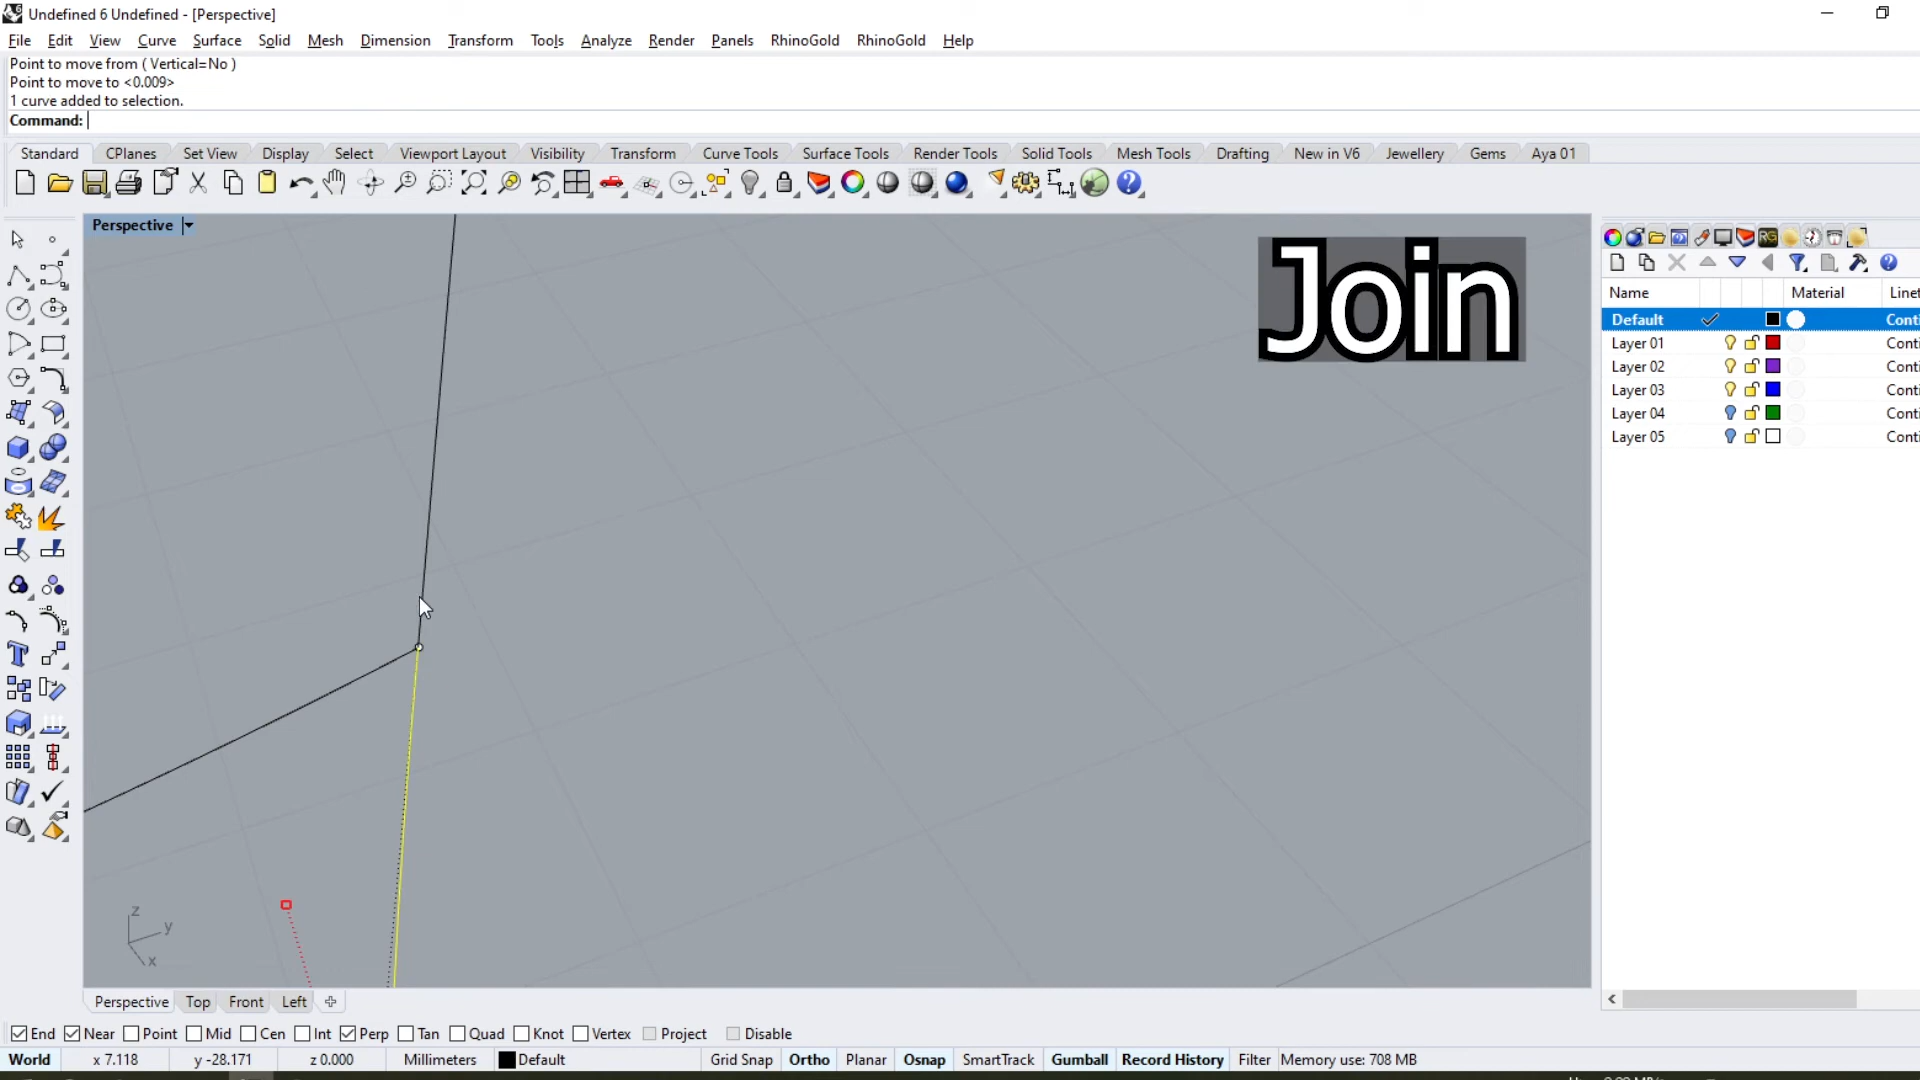 Undefined 6 Undefined - [Perspective]
File Edit View Curve Surface Solid Mesh Dimension Transform Tools Analyze Render Panels RhinoGold RhinoGold Help
Point to move from ( Vertical=No )
Point to move to <0.009>
1 curve added to selection.
Command:
Standard CPlanes Set View Display Select Viewport Layout Visibility Transform Curve Tools Surface Tools Render Tools Solid Tools Mesh Tools Drafting New in V6 Jewellery Gems Aya 01
Perspective
Join
Name Material Linet
Default Conti
Layer 01 Conti
Layer 02 Conti
Layer 03 Conti
Layer 04 Conti
Layer 05 Conti
z
y
x
Perspective Top Front Left
End Near Point Mid Cen Int Perp Tan Quad Knot Vertex Project Disable
World x 7.118 y -28.171 z 0.000 Millimeters Default Grid Snap Ortho Planar Osnap SmartTrack Gumball Record History Filter Memory use: 708 MB